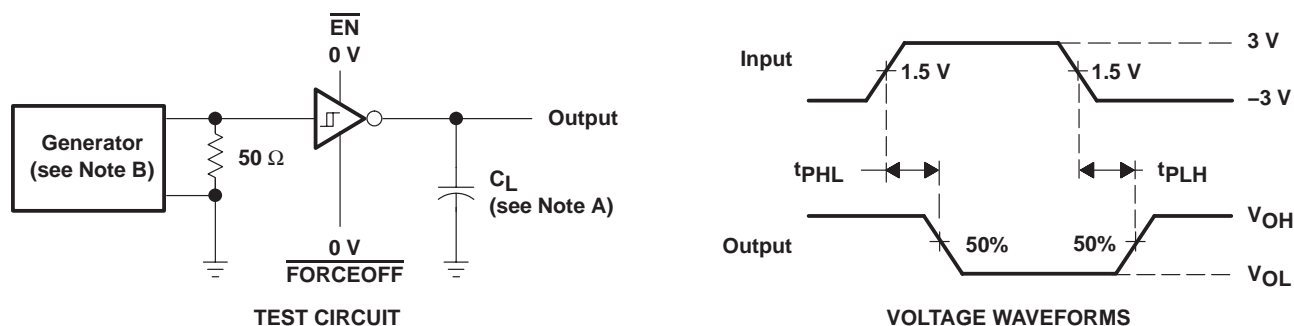 EN
0 V
Generator
(see Note B)
50 Ω
Output
CL
(see Note A)
0 V
FORCEOFF
TEST CIRCUIT
Input
1.5 V
1.5 V
3 V
–3 V
tPHL
tPLH
Output
50%
50%
VOH
VOL
VOLTAGE WAVEFORMS